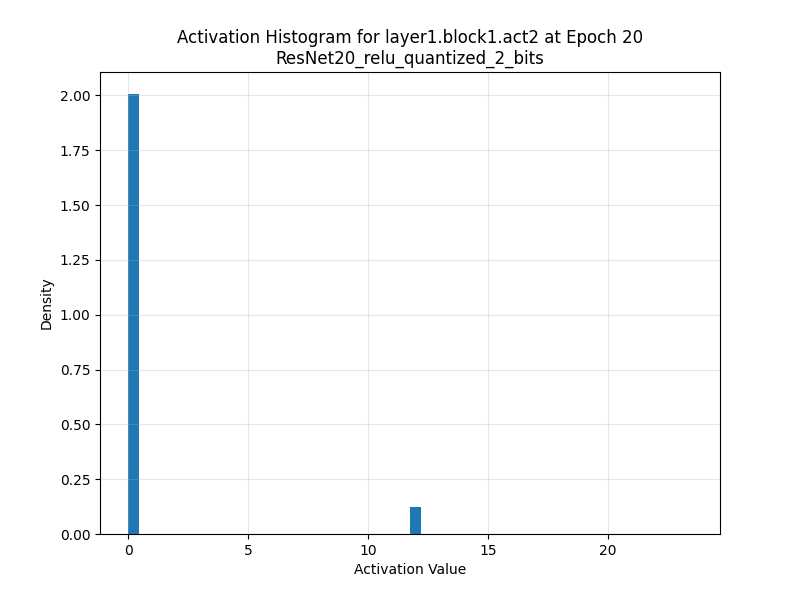 Activation Histogram for layer1.block1.act2 at Epoch 20
ResNet20_relu_quantized_2_bits
2.00
1.75
1.50
1.25
1.00
0.75
0.50
0.25
0.00
Density
0 5 10 15 20
Activation Value